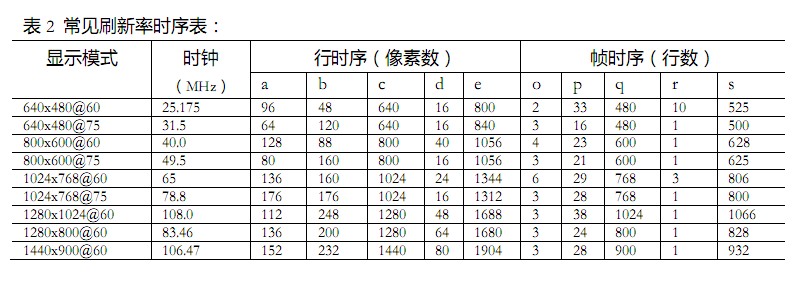 表 2 常见刷新率时序表：
显示模式 时钟 行时序（像素数） 帧时序（行数）
（MHz） a b c d e o p q r s
640x480@60 25.175 96 48 640 16 800 2 33 480 10 525
640x480@75 31.5 64 120 640 16 840 3 16 480 1 500
800x600@60 40.0 128 88 800 40 1056 4 23 600 1 628
800x600@75 49.5 80 160 800 16 1056 3 21 600 1 625
1024x768@60 65 136 160 1024 24 1344 6 29 768 3 806
1024x768@75 78.8 176 176 1024 16 1312 3 28 768 1 800
1280x1024@60 108.0 112 248 1280 48 1688 3 38 1024 1 1066
1280x800@60 83.46 136 200 1280 64 1680 3 24 800 1 828
1440x900@60 106.47 152 232 1440 80 1904 3 28 900 1 932